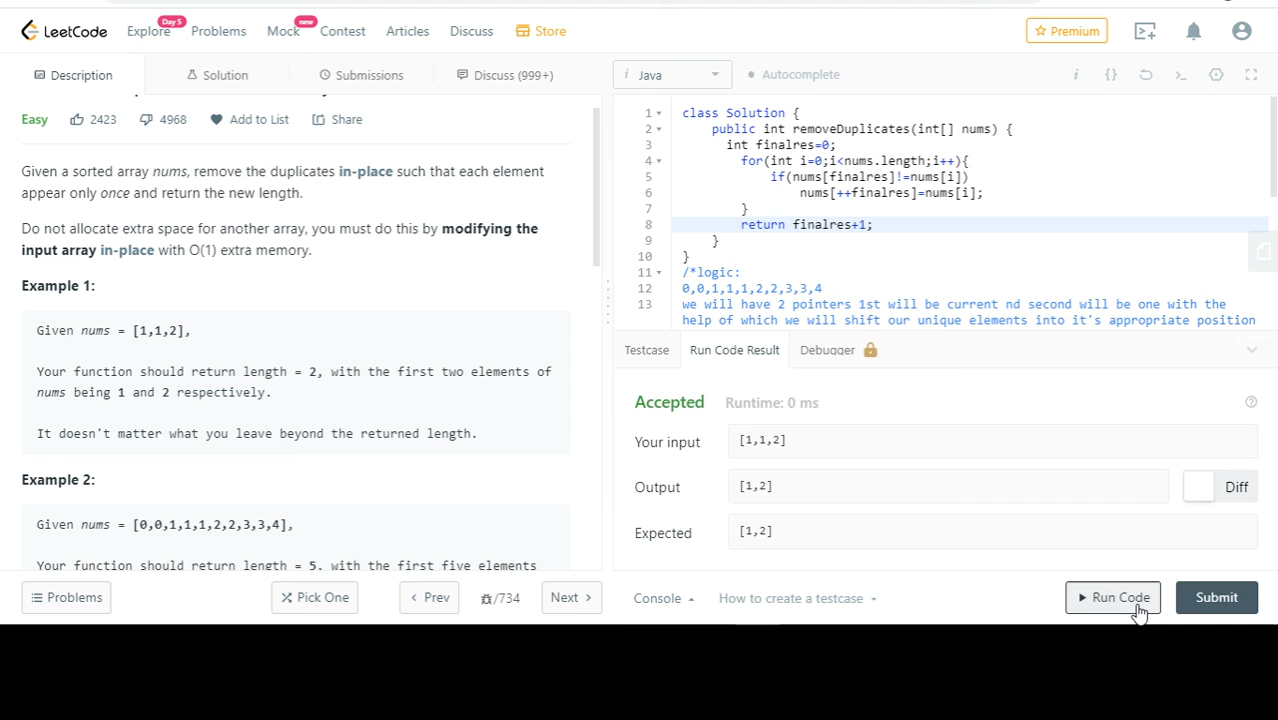 LeetCode
Explore
Day 5
Problems
Mock
new
Contest
Articles
Discuss
Store
Premium
Description
Solution
Submissions
Discuss (999+)
Easy
2423
4968
Add to List
Share
Given a sorted array nums, remove the duplicates in-place such that each element
appear only once and return the new length.
Do not allocate extra space for another array, you must do this by modifying the
input array in-place with O(1) extra memory.
Example 1:
Given nums = [1,1,2],
Your function should return length = 2, with the first two elements of
nums being 1 and 2 respectively.
It doesn't matter what you leave beyond the returned length.
Example 2:
Given nums = [0,0,1,1,1,2,2,3,3,4],
Your function should return length = 5, with the first five elements
Problems
Pick One
< Prev
/734
Next >
i Java
Autocomplete
i
{}
1 class Solution {
2 public int removeDuplicates(int[] nums) {
3 int finalres=0;
4 for(int i=0;i<nums.length;i++){
5 if(nums[finalres]!=nums[i])
6 nums[++finalres]=nums[i];
7 }
8 return finalres+1;
9 }
10 }
11 /*logic:
12 0,0,1,1,1,2,2,3,3,4
13 we will have 2 pointers 1st will be current nd second will be one with the
help of which we will shift our unique elements into it's appropriate position
Testcase
Run Code Result
Debugger
Accepted
Runtime: 0 ms
Your input
[1,1,2]
Output
[1,2]
Diff
Expected
[1,2]
Console
How to create a testcase
Run Code
Submit